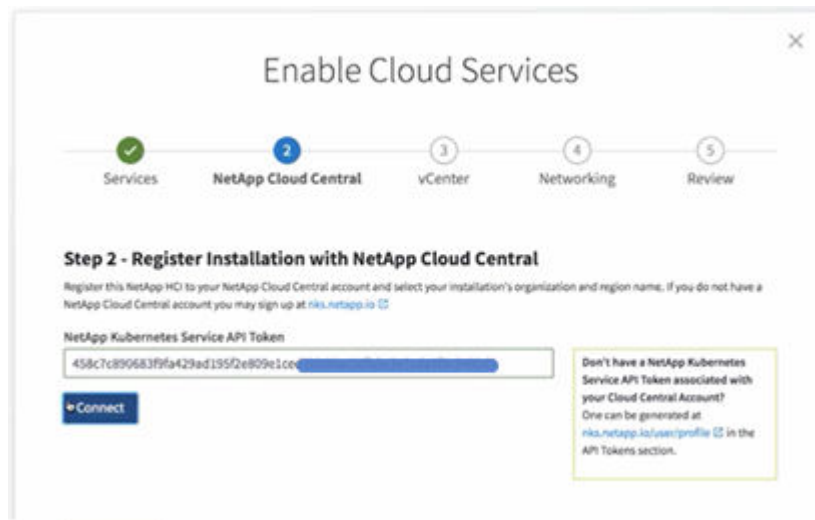 Enable Cloud Services
2
3
4
5
Services
NetApp Cloud Central
vCenter
Networking
Review
Step 2 - Register Installation with NetApp Cloud Central
Register this NetApp HCI to your NetApp Cloud Central account and select your installation's organization and region name. If you do not have a
NetApp Cloud Central account you may sign up at nks.netapp.io
NetApp Kubernetes Service API Token
458c7c890683f9fa429ad195f2e809e1ce
Connect
Don't have a NetApp Kubernetes
Service API Token associated with
your Cloud Central Account?
One can be generated at
nks.netapp.io/user/profile in the
API Tokens section.